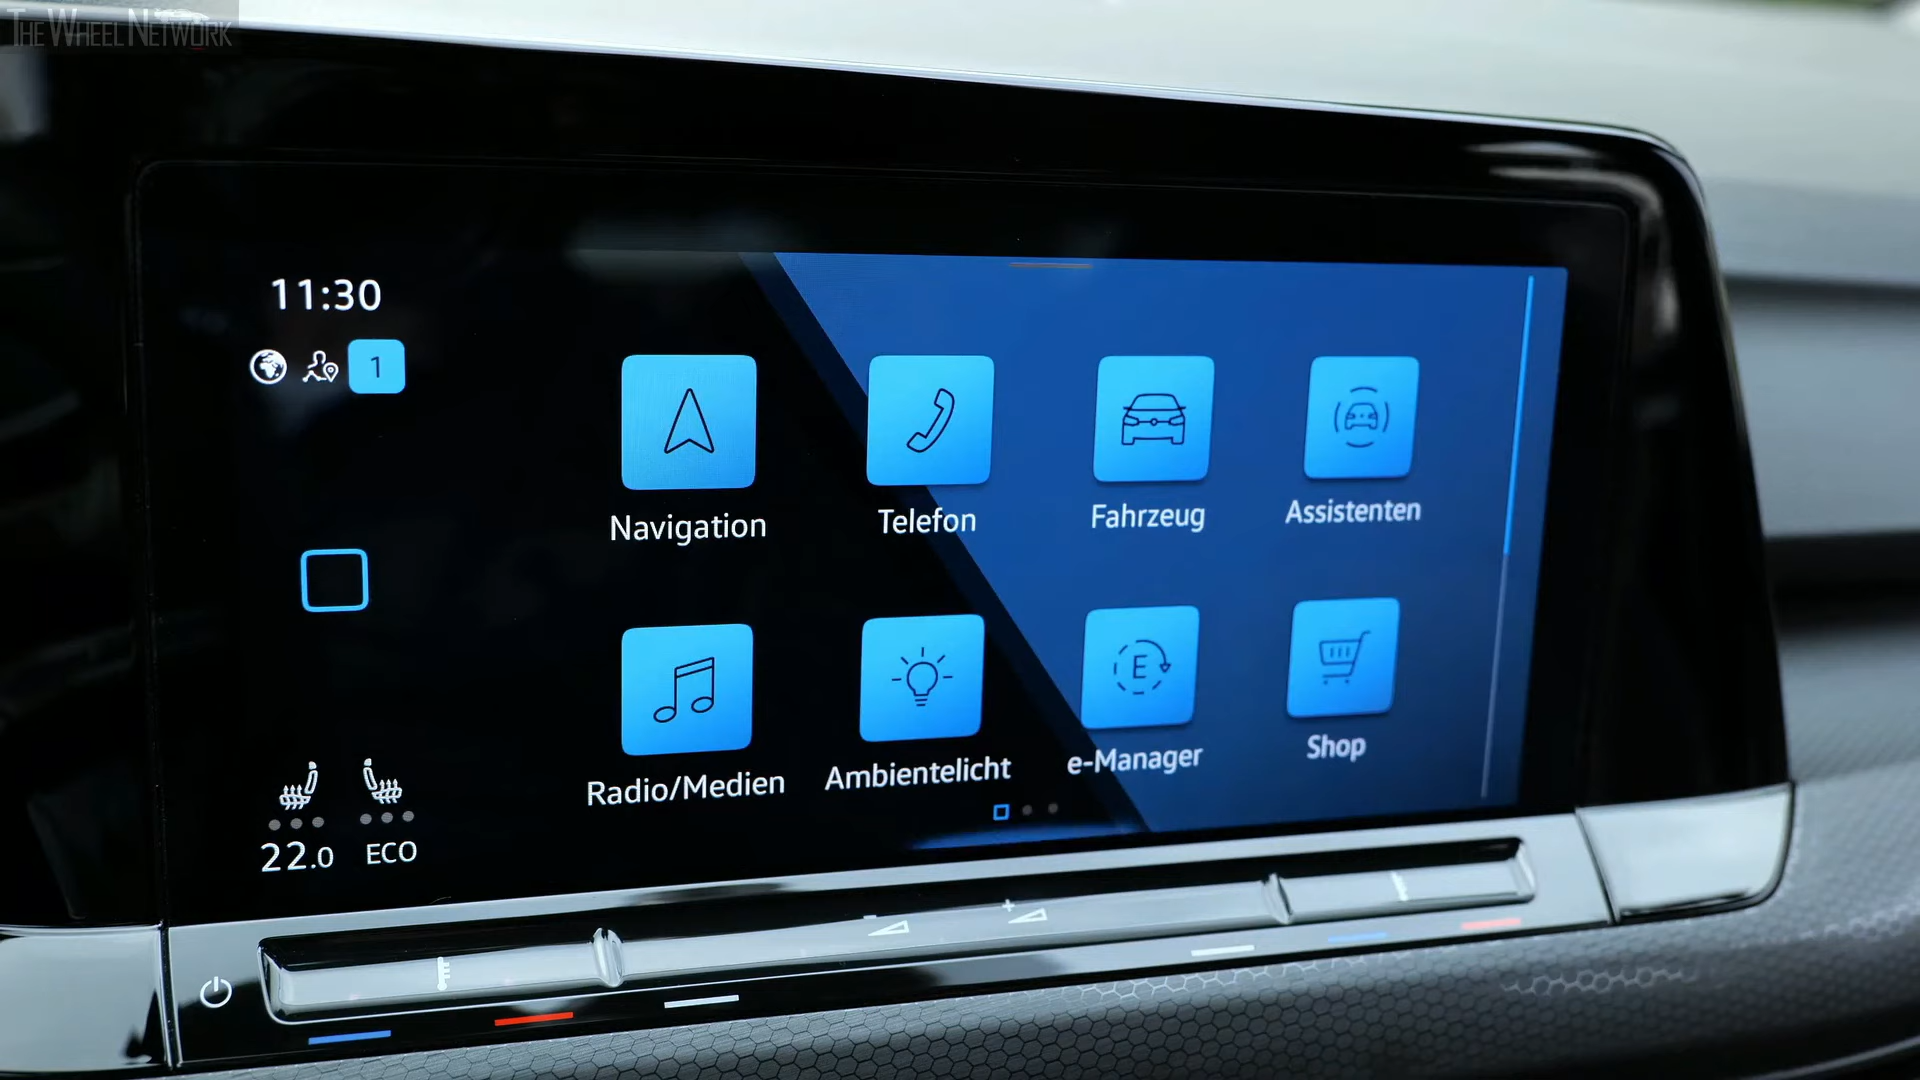 THE WHEEL NETWORK
11:30
1
Navigation
Telefon
Fahrzeug
Assistenten
Radio/Medien
Ambientelicht
E
e-Manager
Shop
22.0
ECO